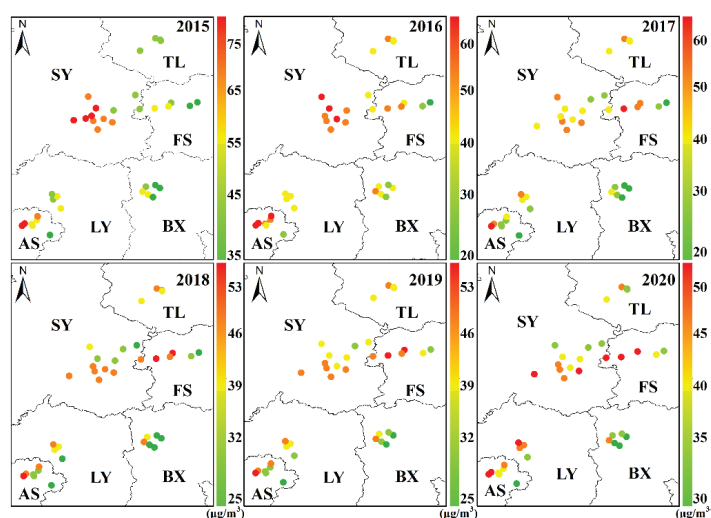 N
2015
75
65
55
45
35
TL
SY
FS
LY
BX
AS
N
2016
60
50
40
30
20
TL
SY
FS
LY
BX
AS
N
2017
60
50
40
30
20
TL
SY
FS
LY
BX
AS
N
2018
53
46
39
32
25
TL
SY
FS
LY
BX
AS
(μg/m³)
N
2019
53
46
39
32
25
TL
SY
FS
LY
BX
AS
(μg/m³)
N
2020
50
45
40
35
30
TL
SY
FS
LY
BX
AS
(μg/m³)